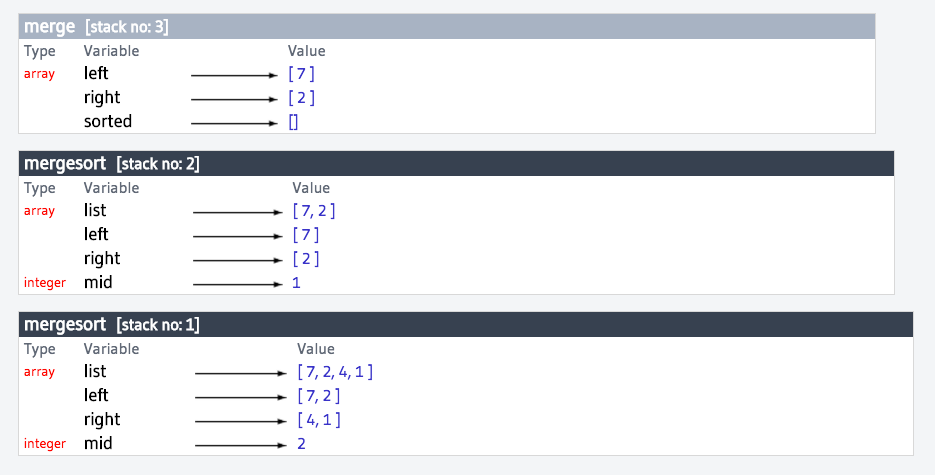 merge [stack no: 3]
Type Variable Value
array left [ 7 ]
right [ 2 ]
sorted []
mergesort [stack no: 2]
Type Variable Value
array list [ 7, 2 ]
left [ 7 ]
right [ 2 ]
integer mid 1
mergesort [stack no: 1]
Type Variable Value
array list [ 7, 2, 4, 1 ]
left [ 7, 2 ]
right [ 4, 1 ]
integer mid 2